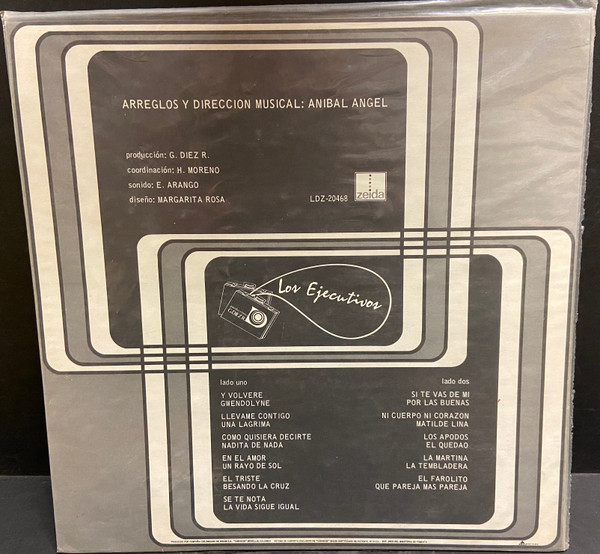 ARREGLOS Y DIRECCION MUSICAL: ANIBAL ANGEL
producción: G. DIEZ R.
coordinación: H. MORENO
sonido: E. ARANGO
diseño: MARGARITA ROSA
LDZ-20468
zeida
Los Ejecutivos
lado uno
Y VOLVERE
GWENDOLYNE
LLEVAME CONTIGO
UNA LAGRIMA
COMO QUISIERA DECIRTE
NADITA DE NADA
EN EL AMOR
UN RAYO DE SOL
EL TRISTE
BESANDO LA CRUZ
SE TE NOTA
LA VIDA SIGUE IGUAL
lado dos
SI TE VAS DE MI
POR LAS BUENAS
NI CUERPO NI CORAZON
MATILDE LINA
LOS APODOS
EL QUEDAO
LA MARTINA
LA TEMBLADERA
EL FAROLITO
QUE PAREJA MAS PAREJA